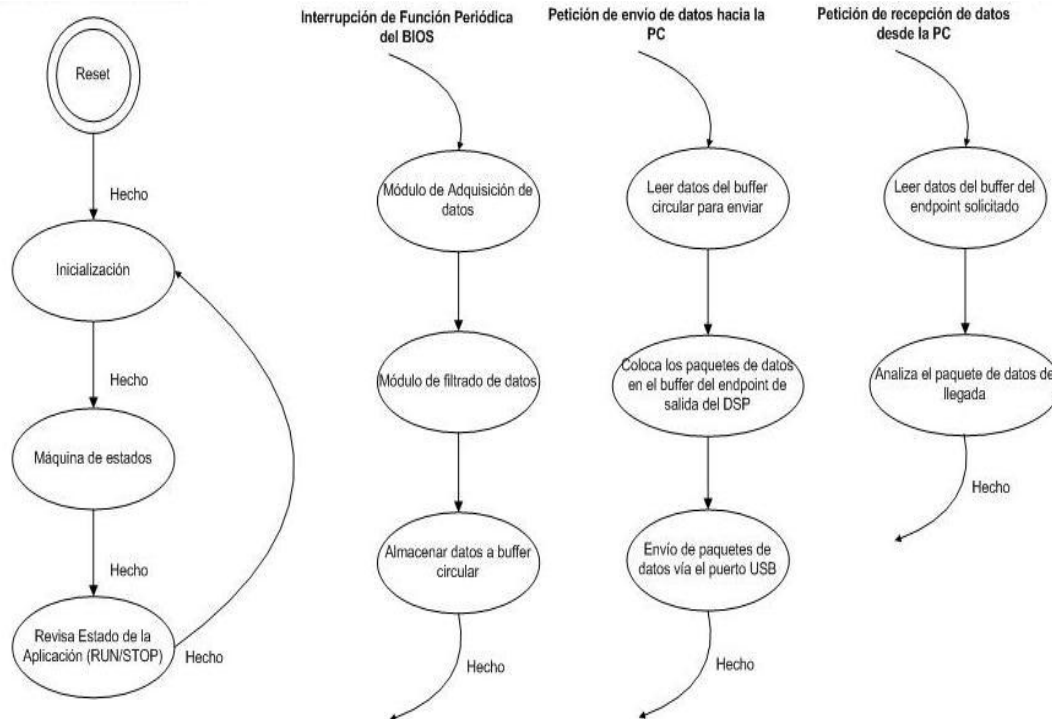 Reset
Hecho
Inicialización
Hecho
Máquina de estados
Hecho
Revisa Estado de la
Aplicación (RUN/STOP)
Hecho
Interrupción de Función Periódica
del BIOS
Módulo de Adquisición de
datos
Módulo de filtrado de datos
Almacenar datos a buffer
circular
Hecho
Petición de envío de datos hacia la
PC
Leer datos del buffer
circular para enviar
Coloca los paquetes de datos
en el buffer del endpoint de
salida del DSP
Envío de paquetes de
datos vía el puerto USB
Hecho
Petición de recepción de datos
desde la PC
Leer datos del buffer del
endpoint solicitado
Analiza el paquete de datos de
llegada
Hecho